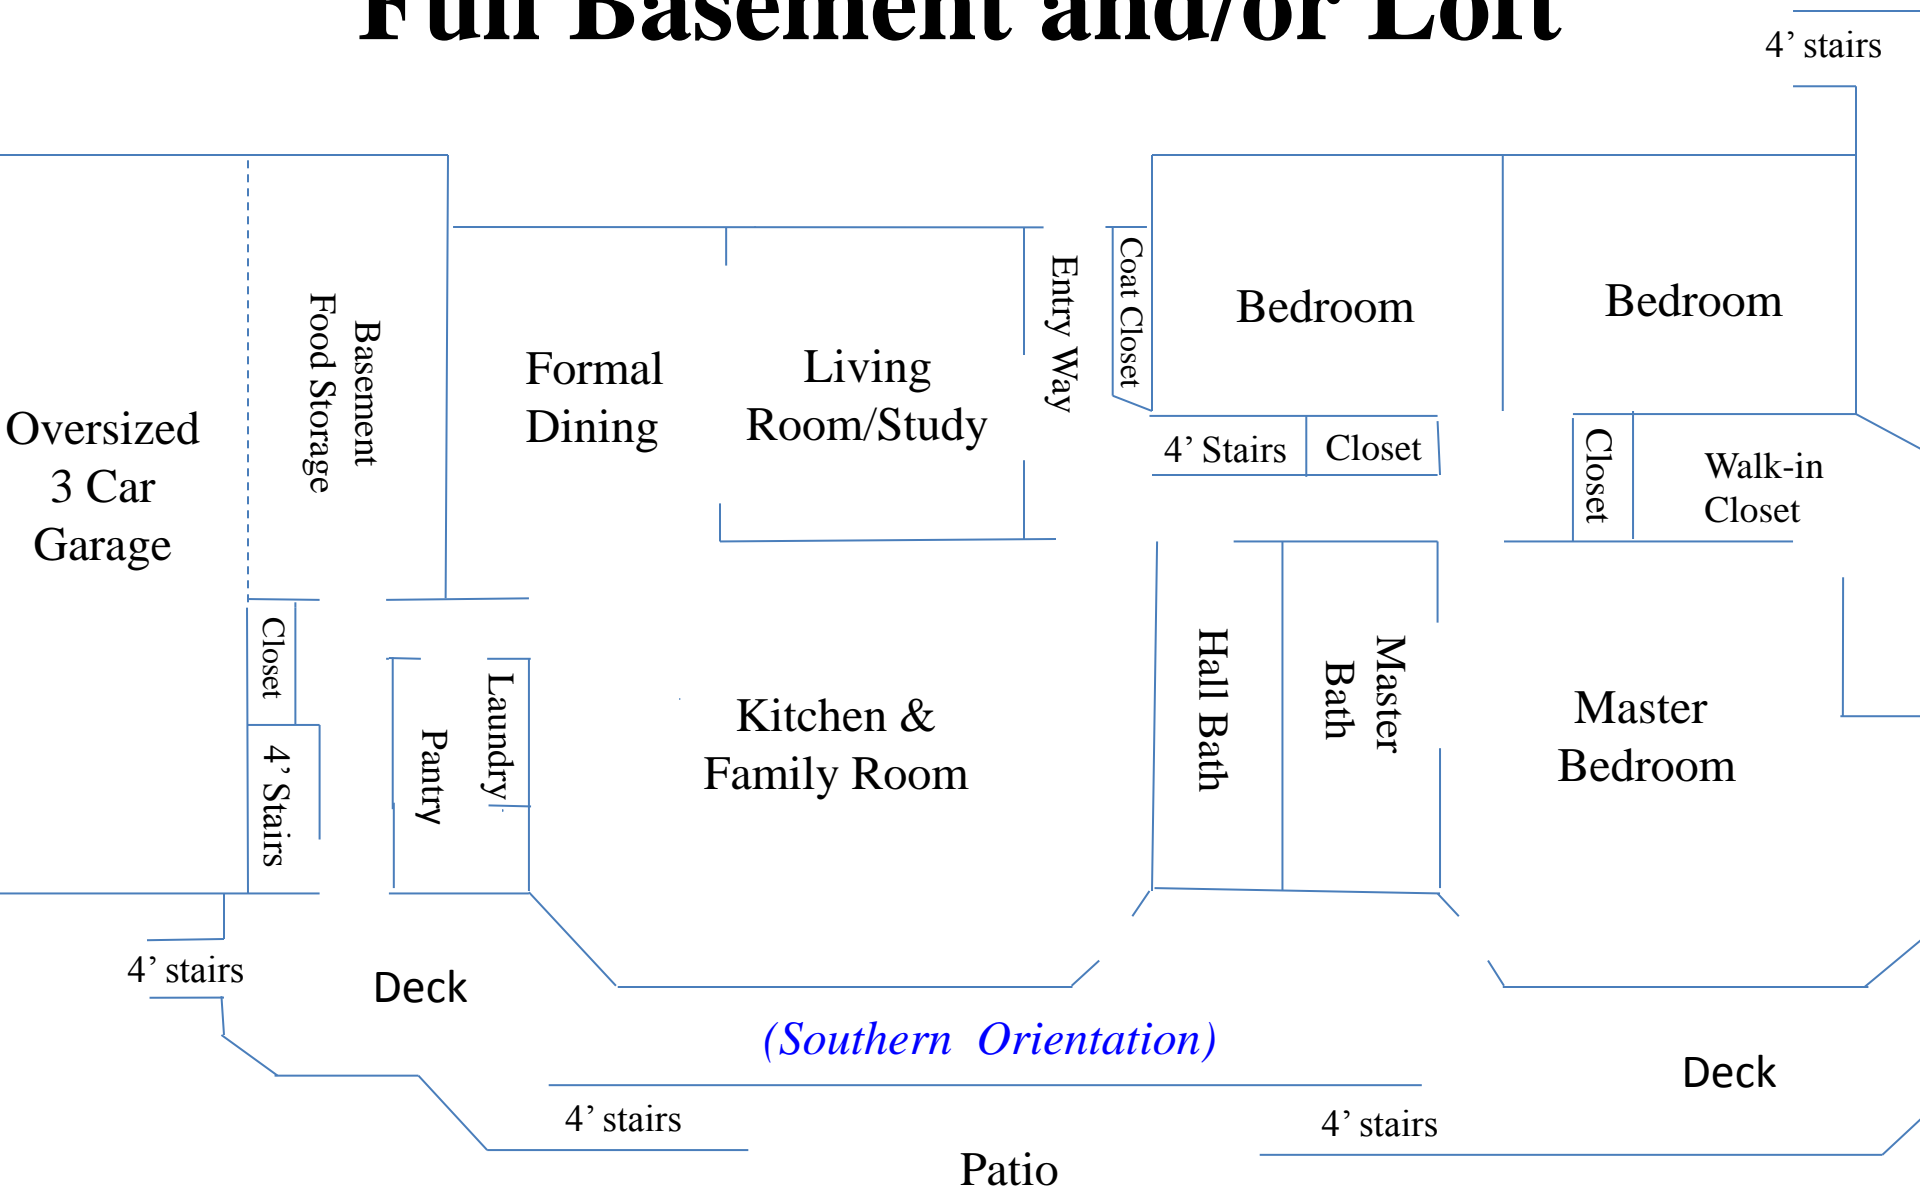 Full Basement and/or Loft
4’ stairs
Oversized
3 Car
Garage
Basement
Food Storage
Formal
Dining
Living
Room/Study
Entry Way
Coat Closet
Bedroom
Bedroom
4’ Stairs
Closet
Closet
Walk-in
Closet
Closet
4’ Stairs
Pantry
Laundry
Kitchen &
Family Room
Hall Bath
Master
Bath
Master
Bedroom
4’ stairs
Deck
(Southern Orientation)
Deck
4’ stairs
4’ stairs
Patio